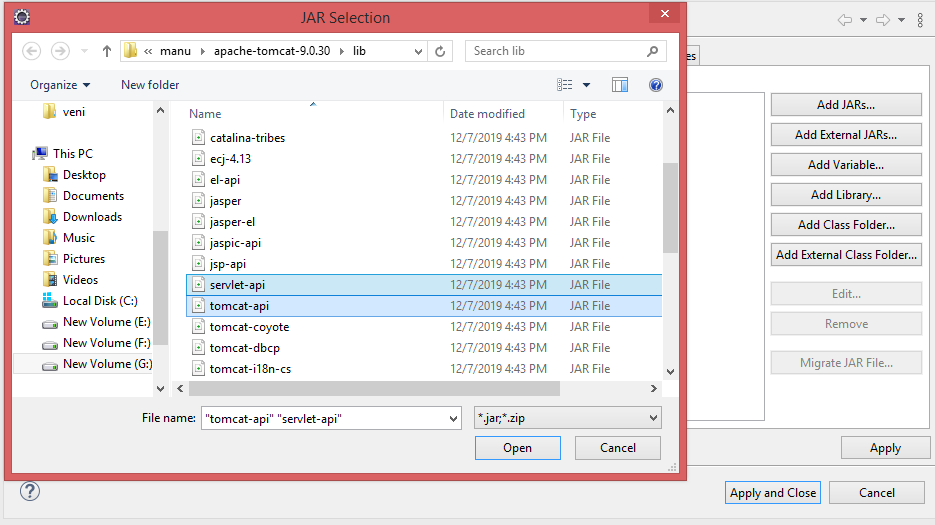 JAR Selection
« manu apache-tomcat-9.0.30 lib
Search lib
Organize New folder
es
veni
This PC
Desktop
Documents
Downloads
Music
Pictures
Videos
Local Disk (C:)
New Volume (E:)
New Volume (F:)
New Volume (G:)
Name Date modified Type
catalina-tribes 12/7/2019 4:43 PM JAR File
ecj-4.13 12/7/2019 4:43 PM JAR File
el-api 12/7/2019 4:43 PM JAR File
jasper 12/7/2019 4:43 PM JAR File
jasper-el 12/7/2019 4:43 PM JAR File
jaspic-api 12/7/2019 4:43 PM JAR File
jsp-api 12/7/2019 4:43 PM JAR File
servlet-api 12/7/2019 4:43 PM JAR File
tomcat-api 12/7/2019 4:43 PM JAR File
tomcat-coyote 12/7/2019 4:43 PM JAR File
tomcat-dbcp 12/7/2019 4:43 PM JAR File
tomcat-i18n-cs 12/7/2019 4:43 PM JAR File
File name: "tomcat-api" "servlet-api" *.jar;*.zip
Open Cancel
Add JARs...
Add External JARs...
Add Variable...
Add Library...
Add Class Folder...
Add External Class Folder...
Edit...
Remove
Migrate JAR File...
Apply
Apply and Close Cancel